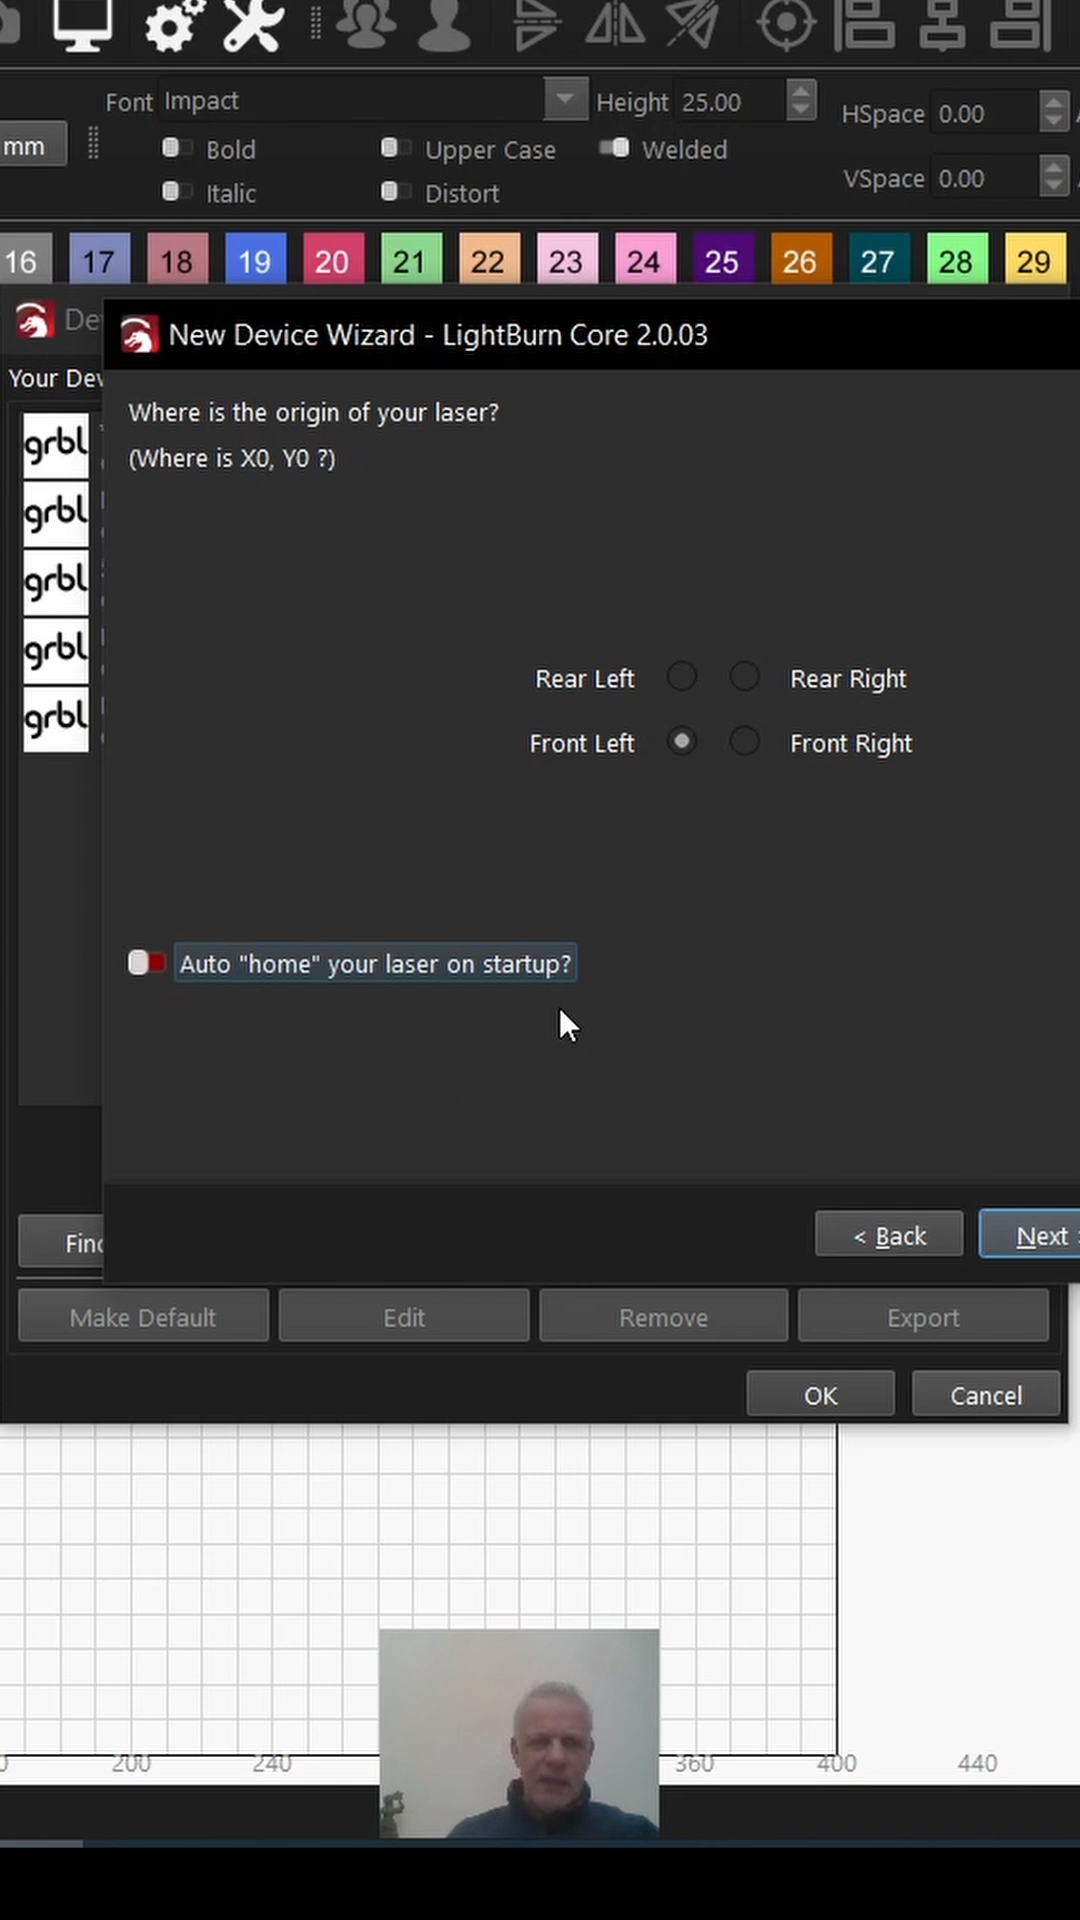 Font Impact Height 25.00 HSpace 0.00
mm Bold Upper Case Welded
Italic Distort VSpace 0.00
16 17 18 19 20 21 22 23 24 25 26 27 28 29
New Device Wizard - LightBurn Core 2.0.03
Your Dev
Where is the origin of your laser?
(Where is X0, Y0 ?)
grbl
grbl
grbl
grbl
grbl
Rear Left Rear Right
Front Left Front Right
Auto "home" your laser on startup?
< Back Next >
Make Default Edit Remove Export
OK Cancel
200 240 360 400 440